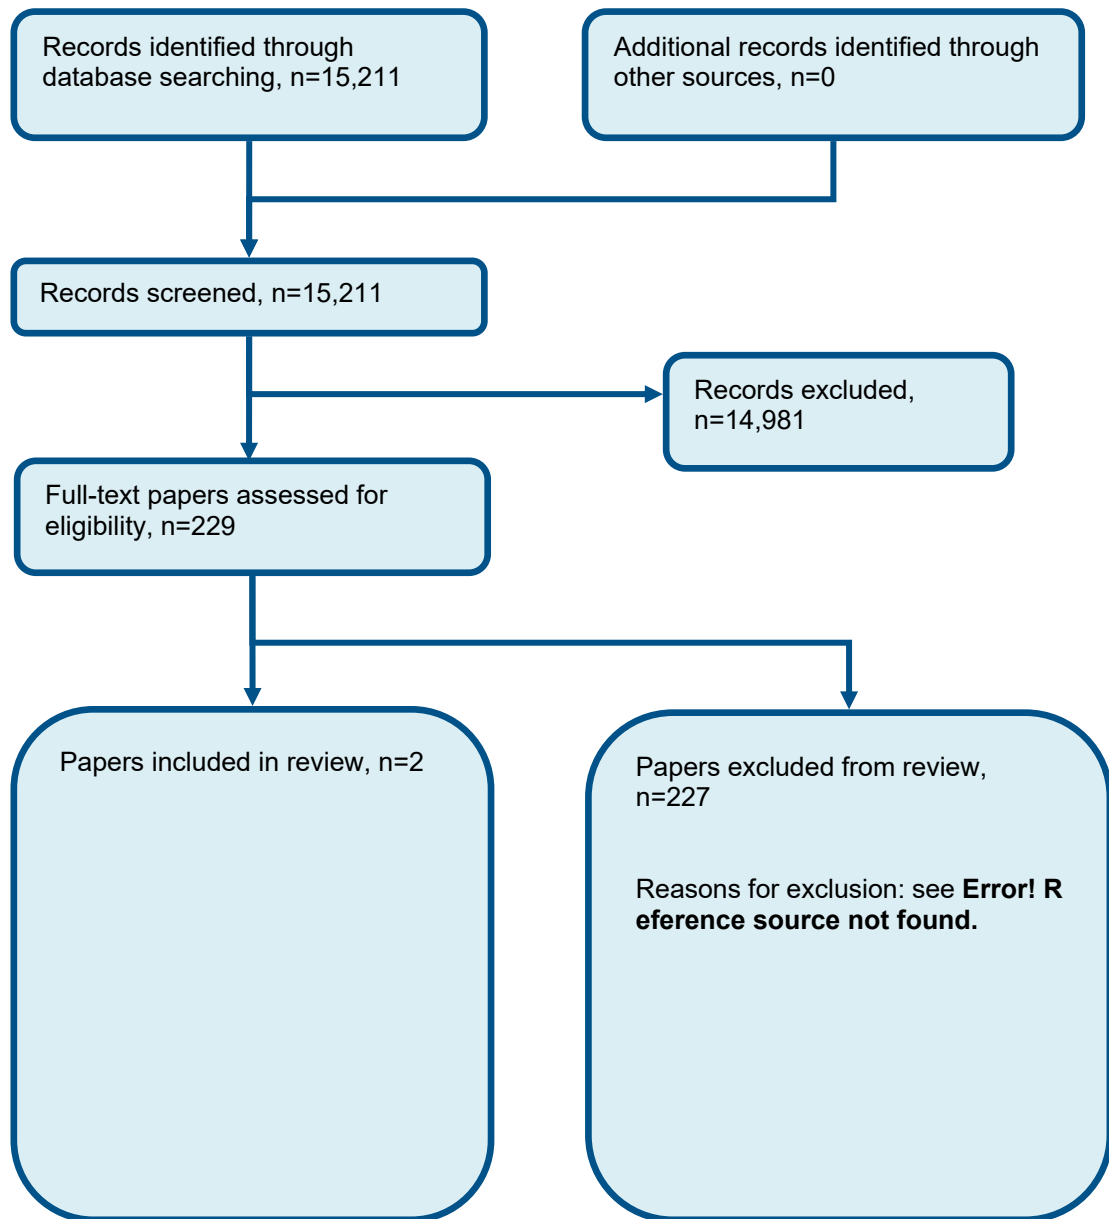 Records identified through
database searching, n=15,211
Additional records identified through
other sources, n=0
Records screened, n=15,211
Records excluded,
n=14,981
Full-text papers assessed for
eligibility, n=229
Papers included in review, n=2
Papers excluded from review,
n=227
Reasons for exclusion: see Error! R
eference source not found.